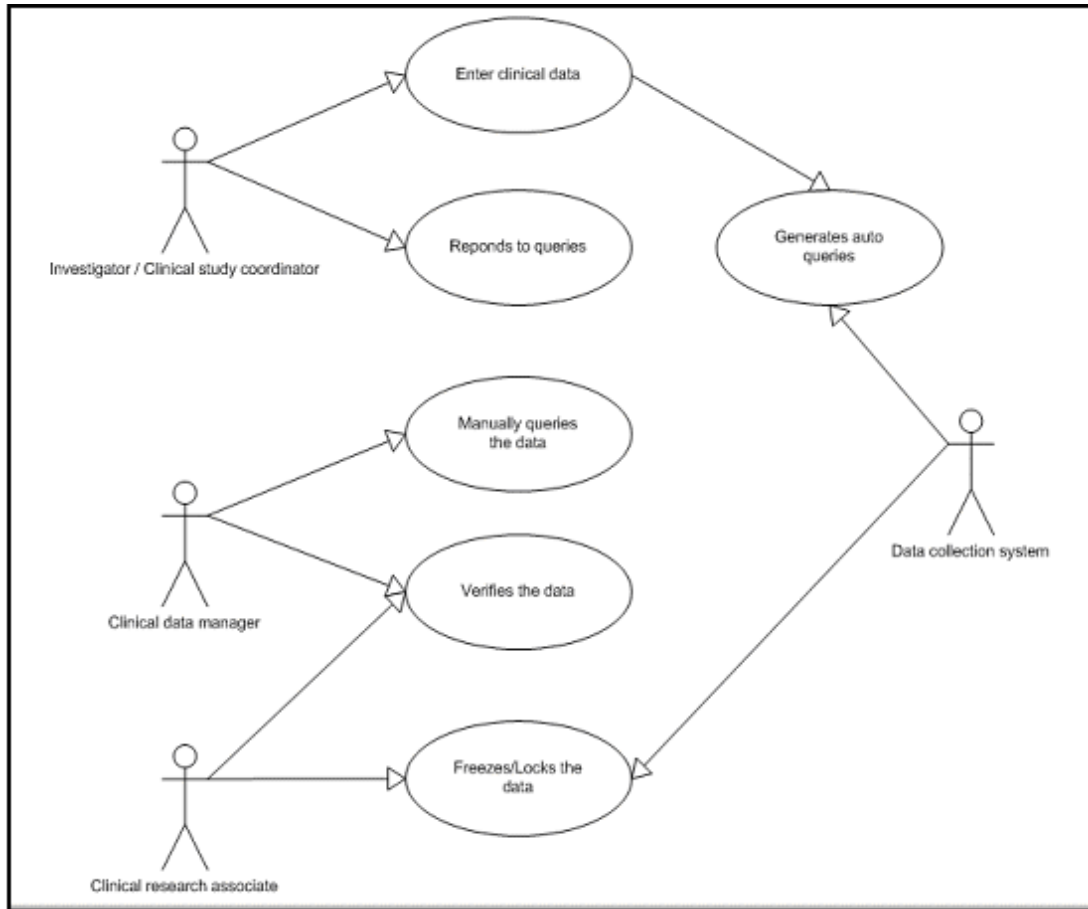 Enter clinical data
Reponds to queries
Generates auto
queries
Investigator / Clinical study coordinator
Manually queries
the data
Data collection system
Verifies the data
Clinical data manager
Freezes/Locks the
data
Clinical research associate